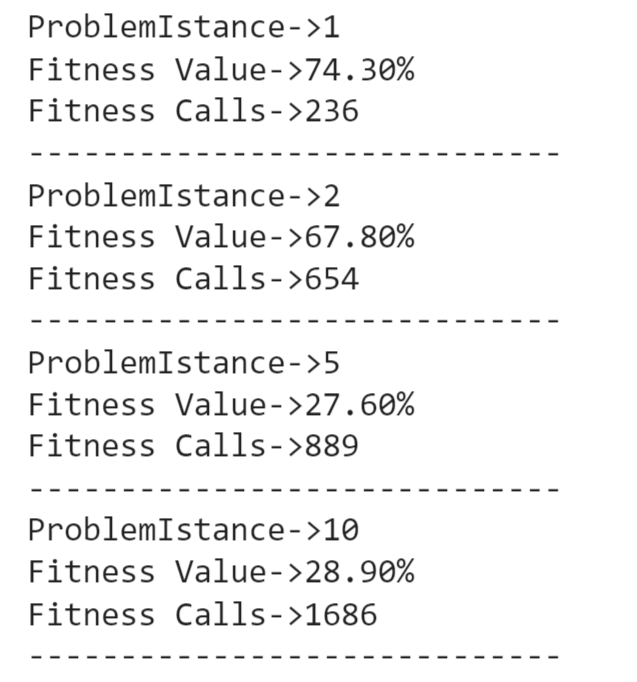 ProblemIstance->1
Fitness Value->74.30%
Fitness Calls->236
-----------------------------
ProblemIstance->2
Fitness Value->67.80%
Fitness Calls->654
-----------------------------
ProblemIstance->5
Fitness Value->27.60%
Fitness Calls->889
-----------------------------
ProblemIstance->10
Fitness Value->28.90%
Fitness Calls->1686
-----------------------------